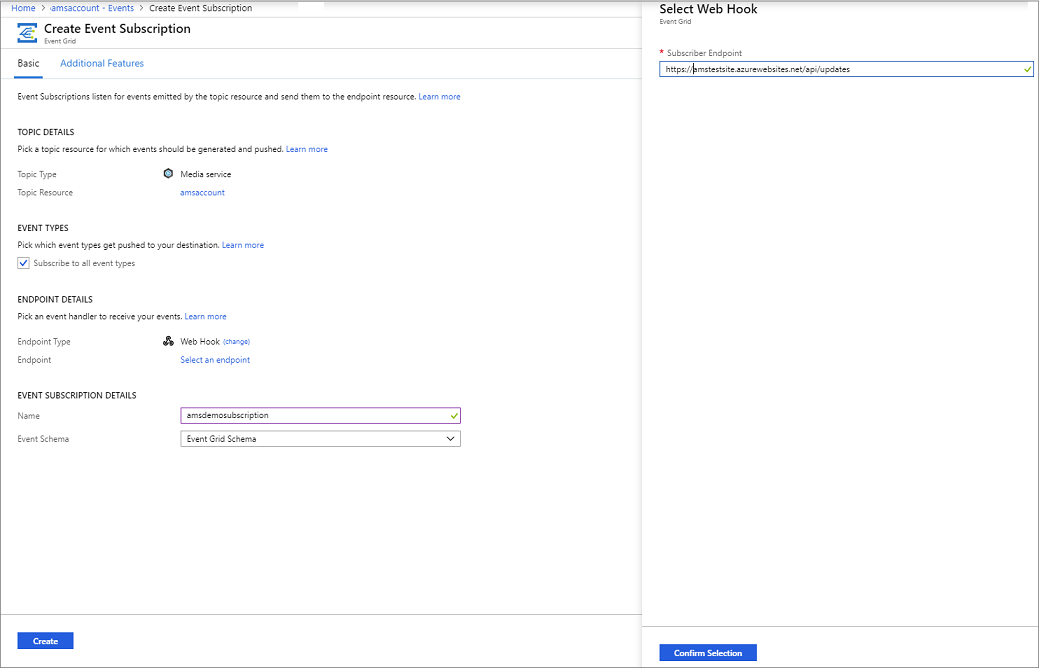 Home > amsaccount - Events > Create Event Subscription
Create Event Subscription
Event Grid
Basic Additional Features
Event Subscriptions listen for events emitted by the topic resource and send them to the endpoint resource. Learn more
TOPIC DETAILS
Pick a topic resource for which events should be generated and pushed. Learn more
Topic Type Media service
Topic Resource amsaccount
EVENT TYPES
Pick which event types get pushed to your destination. Learn more
Subscribe to all event types
ENDPOINT DETAILS
Pick an event handler to receive your events. Learn more
Endpoint Type Web Hook (change)
Endpoint Select an endpoint
EVENT SUBSCRIPTION DETAILS
Name amsdemosubscription
Event Schema Event Grid Schema
Create
Select Web Hook
Event Grid
* Subscriber Endpoint
https://amstestsite.azurewebsites.net/api/updates
Confirm Selection